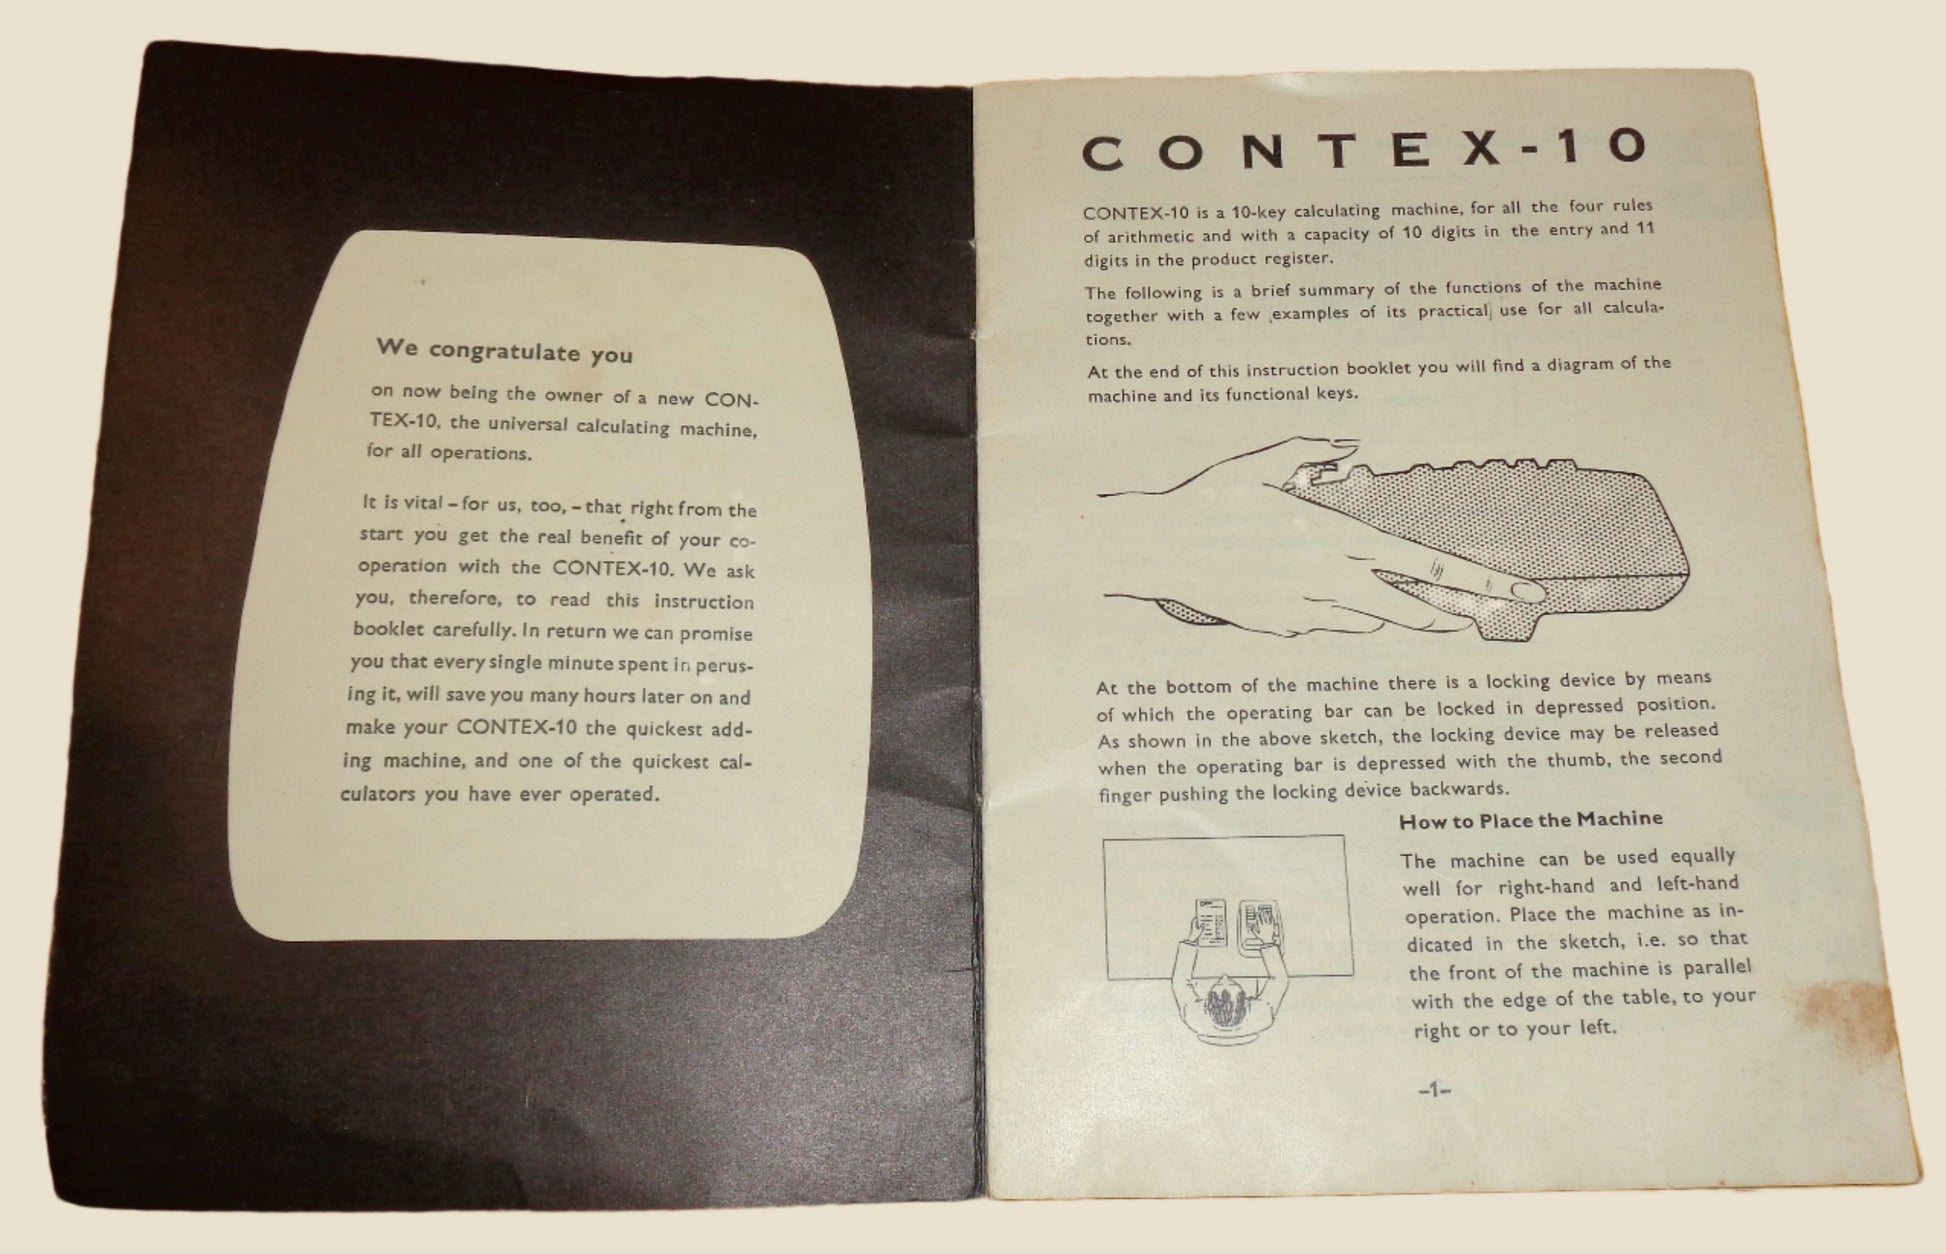 We congratulate you
on now being the owner of a new CON-
TEX-10, the universal calculating machine,
for all operations.
It is vital – for us, too, – that right from the
start you get the real benefit of your co-
operation with the CONTEX-10. We ask
you, therefore, to read this instruction
booklet carefully. In return we can promise
you that every single minute spent in perus-
ing it, will save you many hours later on and
make your CONTEX-10 the quickest add-
ing machine, and one of the quickest cal-
culators you have ever operated.
CONTEX-10
CONTEX-10 is a 10-key calculating machine, for all the four rules
of arithmetic and with a capacity of 10 digits in the entry and 11
digits in the product register.
The following is a brief summary of the functions of the machine
together with a few examples of its practical use for all calcula-
tions.
At the end of this instruction booklet you will find a diagram of the
machine and its functional keys.
At the bottom of the machine there is a locking device by means
of which the operating bar can be locked in depressed position.
As shown in the above sketch, the locking device may be released
when the operating bar is depressed with the thumb, the second
finger pushing the locking device backwards.
How to Place the Machine
The machine can be used equally
well for right-hand and left-hand
operation. Place the machine as in-
dicated in the sketch, i.e. so that
the front of the machine is parallel
with the edge of the table, to your
right or to your left.
–1–